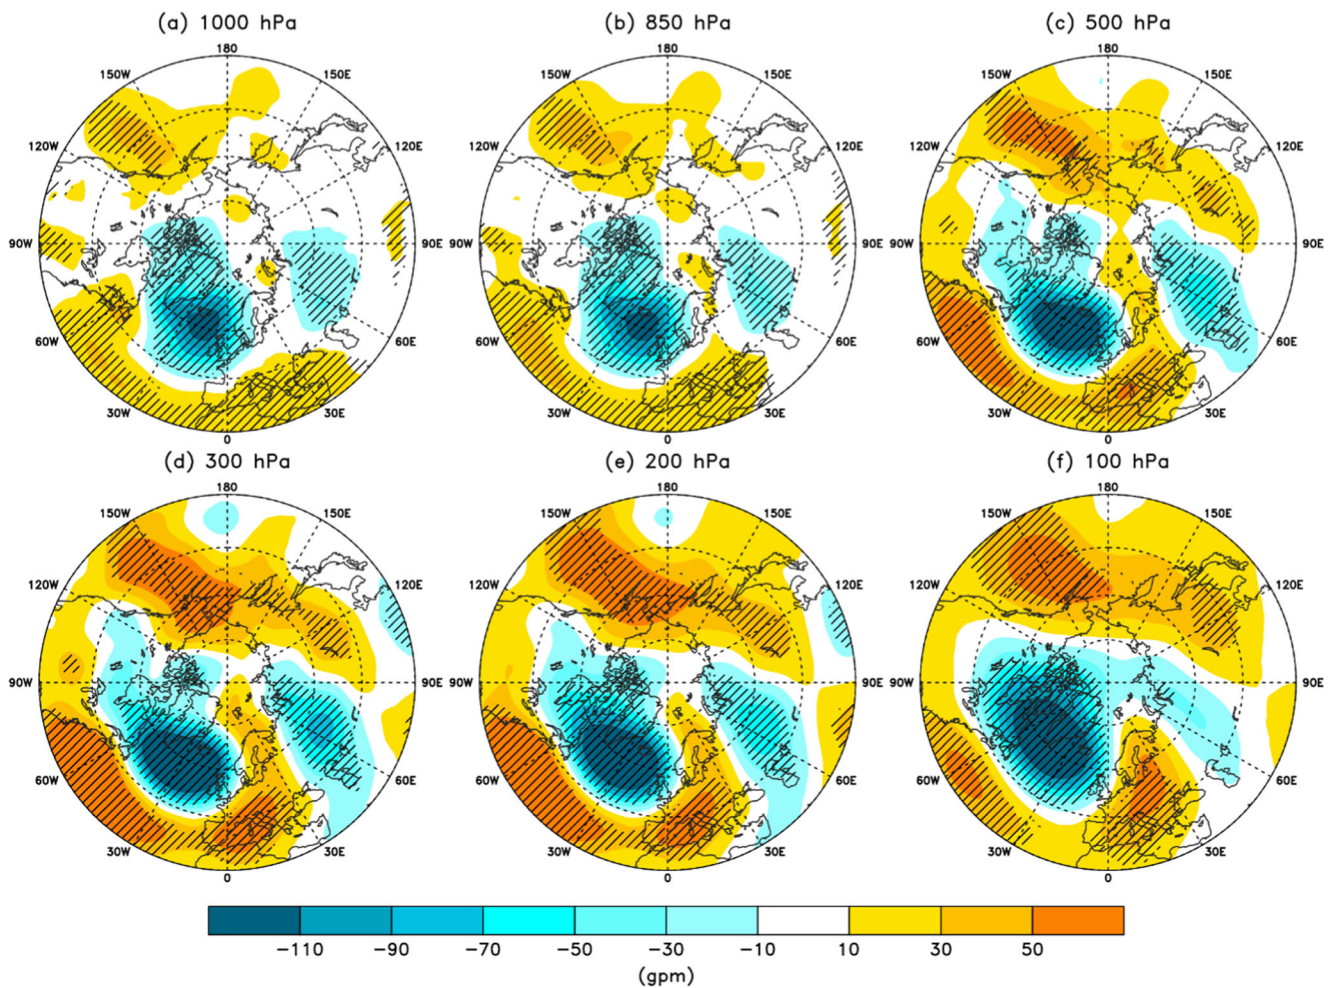 (a) 1000 hPa (b) 850 hPa (c) 500 hPa
180 180 180
150W 150E 150W 150E 150W 150E
120W 120E 120W 120E 120W 120E
90W 90E 90W 90E 90W 90E
60W 60E 60W 60E 60W 60E
30W 30E 30W 30E 30W 30E
0 0 0
(d) 300 hPa (e) 200 hPa (f) 100 hPa
180 180 180
150W 150E 150W 150E 150W 150E
120W 120E 120W 120E 120W 120E
90W 90E 90W 90E 90W 90E
60W 60E 60W 60E 60W 60E
30W 30E 30W 30E 30W 30E
0 0 0
−110 −90 −70 −50 −30 −10 10 30 50
(gpm)